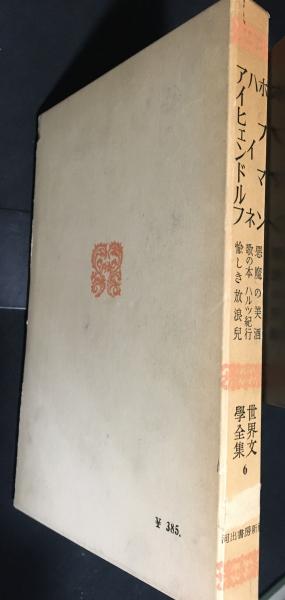 ホフマン
ハイネ
アイヒェンドルフ
悪魔の美酒
歌の本 ハルツ紀行
愉しき放浪兒
世界文
學全集
6
河出書房新
¥ 385.